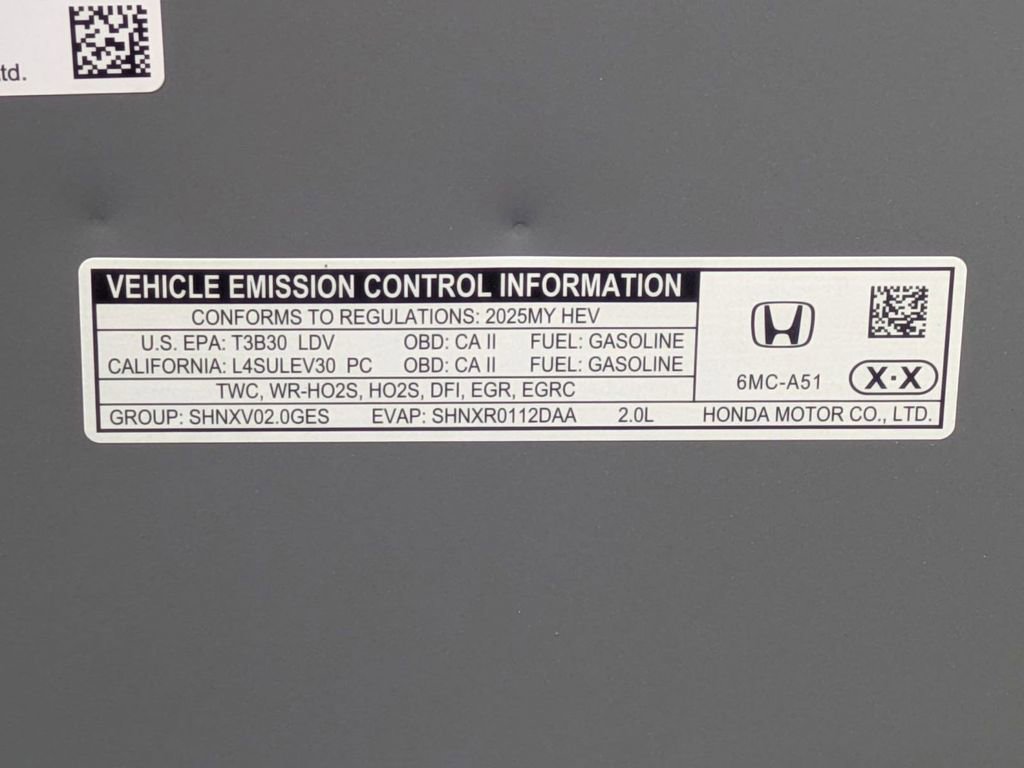 td.
VEHICLE EMISSION CONTROL INFORMATION
CONFORMS TO REGULATIONS: 2025MY HEV
U.S. EPA: T3B30 LDV OBD: CA II FUEL: GASOLINE
CALIFORNIA: L4SULEV30 PC OBD: CA II FUEL: GASOLINE
TWC, WR-HO2S, HO2S, DFI, EGR, EGRC
GROUP: SHNXV02.0GES EVAP: SHNXR0112DAA 2.0L
6MC-A51
X·X
HONDA MOTOR CO., LTD.